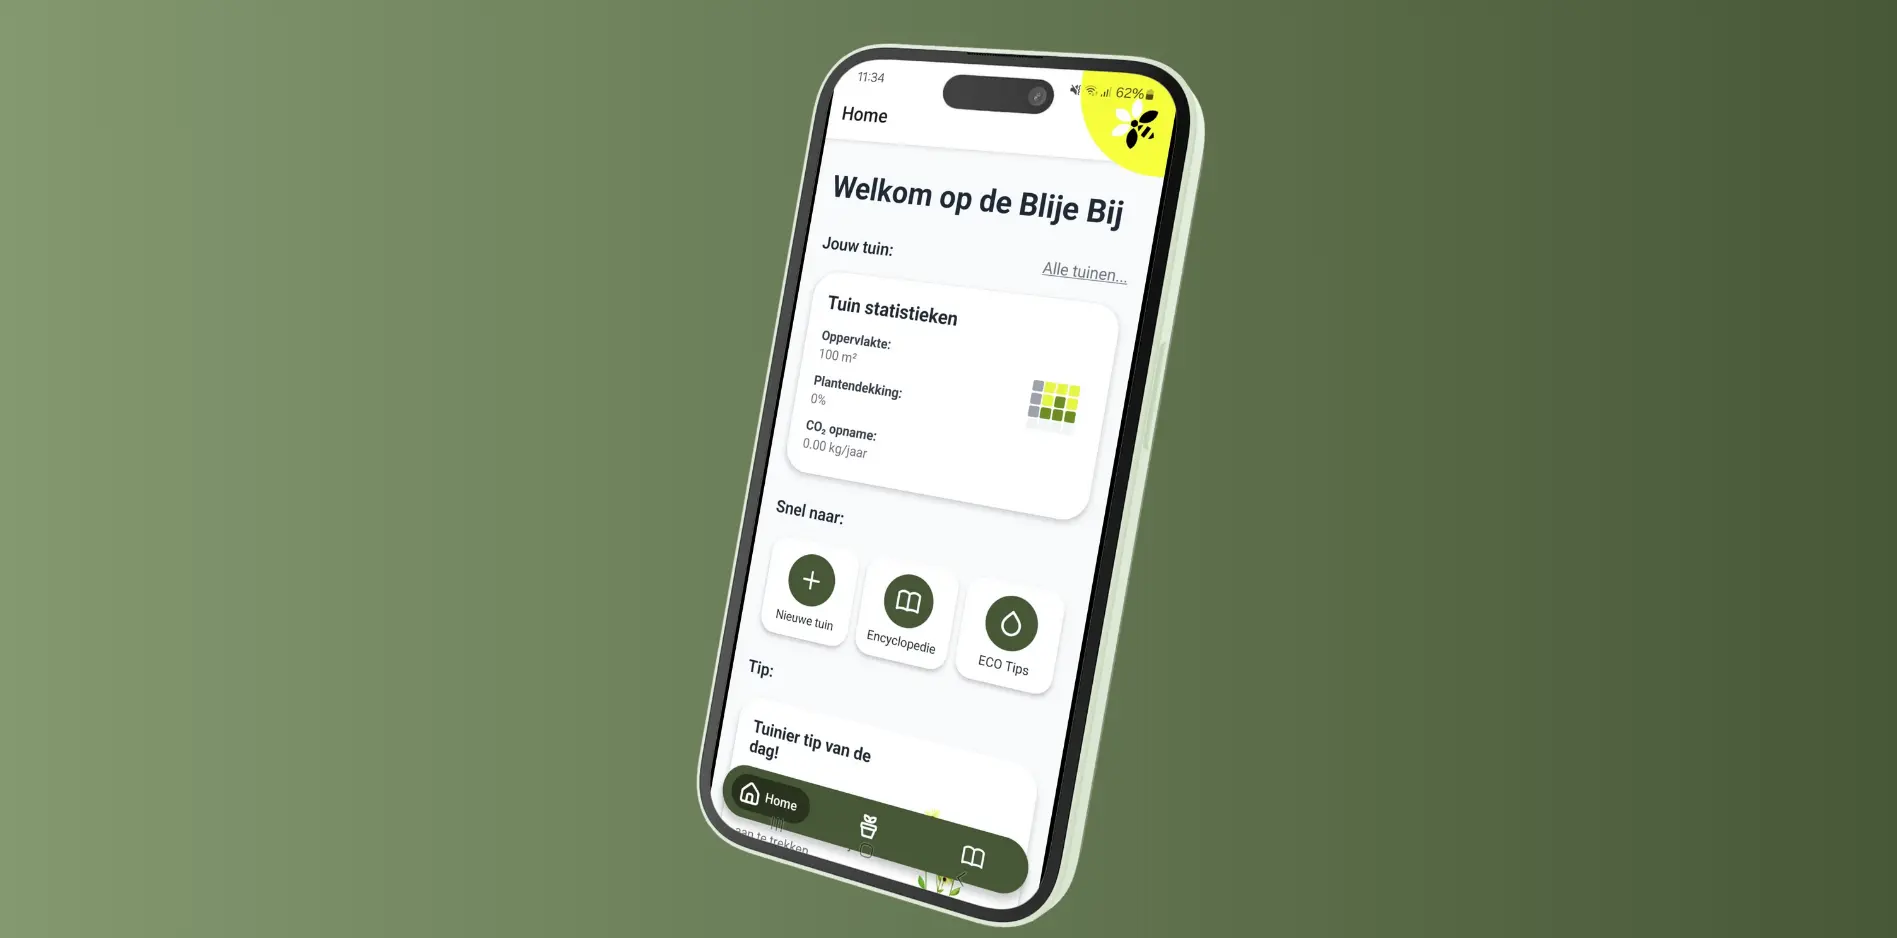 11:34
62%
Home
Welkom op de Blije Bij
Jouw tuin:
Alle tuinen...
Tuin statistieken
Oppervlakte:
100 m²
Plantendekking:
0%
CO₂ opname:
0.00 kg/jaar
Snel naar:
Nieuwe tuin
Encyclopedie
ECO Tips
Tip:
Tuinier tip van de
dag!
Home
aan te trekken